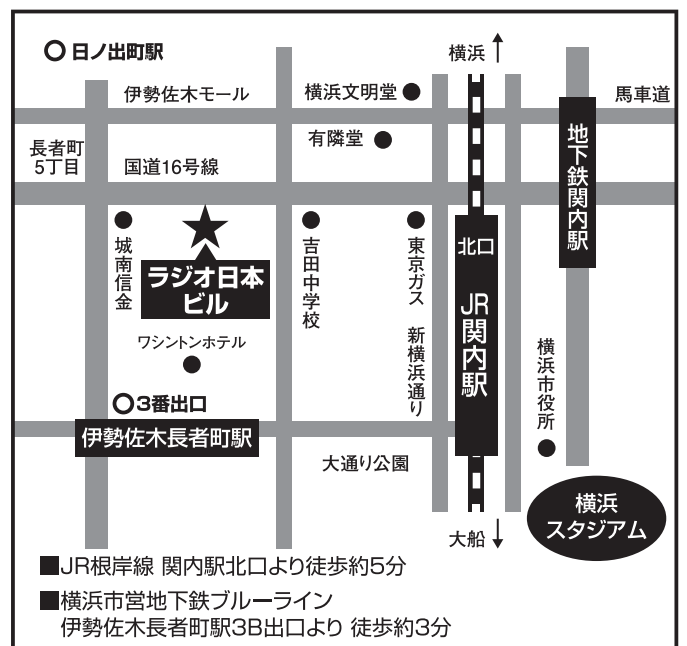 日ノ出町駅
横浜
伊勢佐木モール
横浜文明堂
馬車道
有隣堂
長者町
5丁目
国道16号線
地下鉄関内駅
城南信金
ラジオ日本
ビル
吉田中学校
東京ガス
北口
JR関内駅
ワシントンホテル
新横浜通り
横浜市役所
3番出口
伊勢佐木長者町駅
大通り公園
横浜
スタジアム
大船
■JR根岸線 関内駅北口より徒歩約5分
■横浜市営地下鉄ブルーライン
伊勢佐木長者町駅3B出口より 徒歩約3分